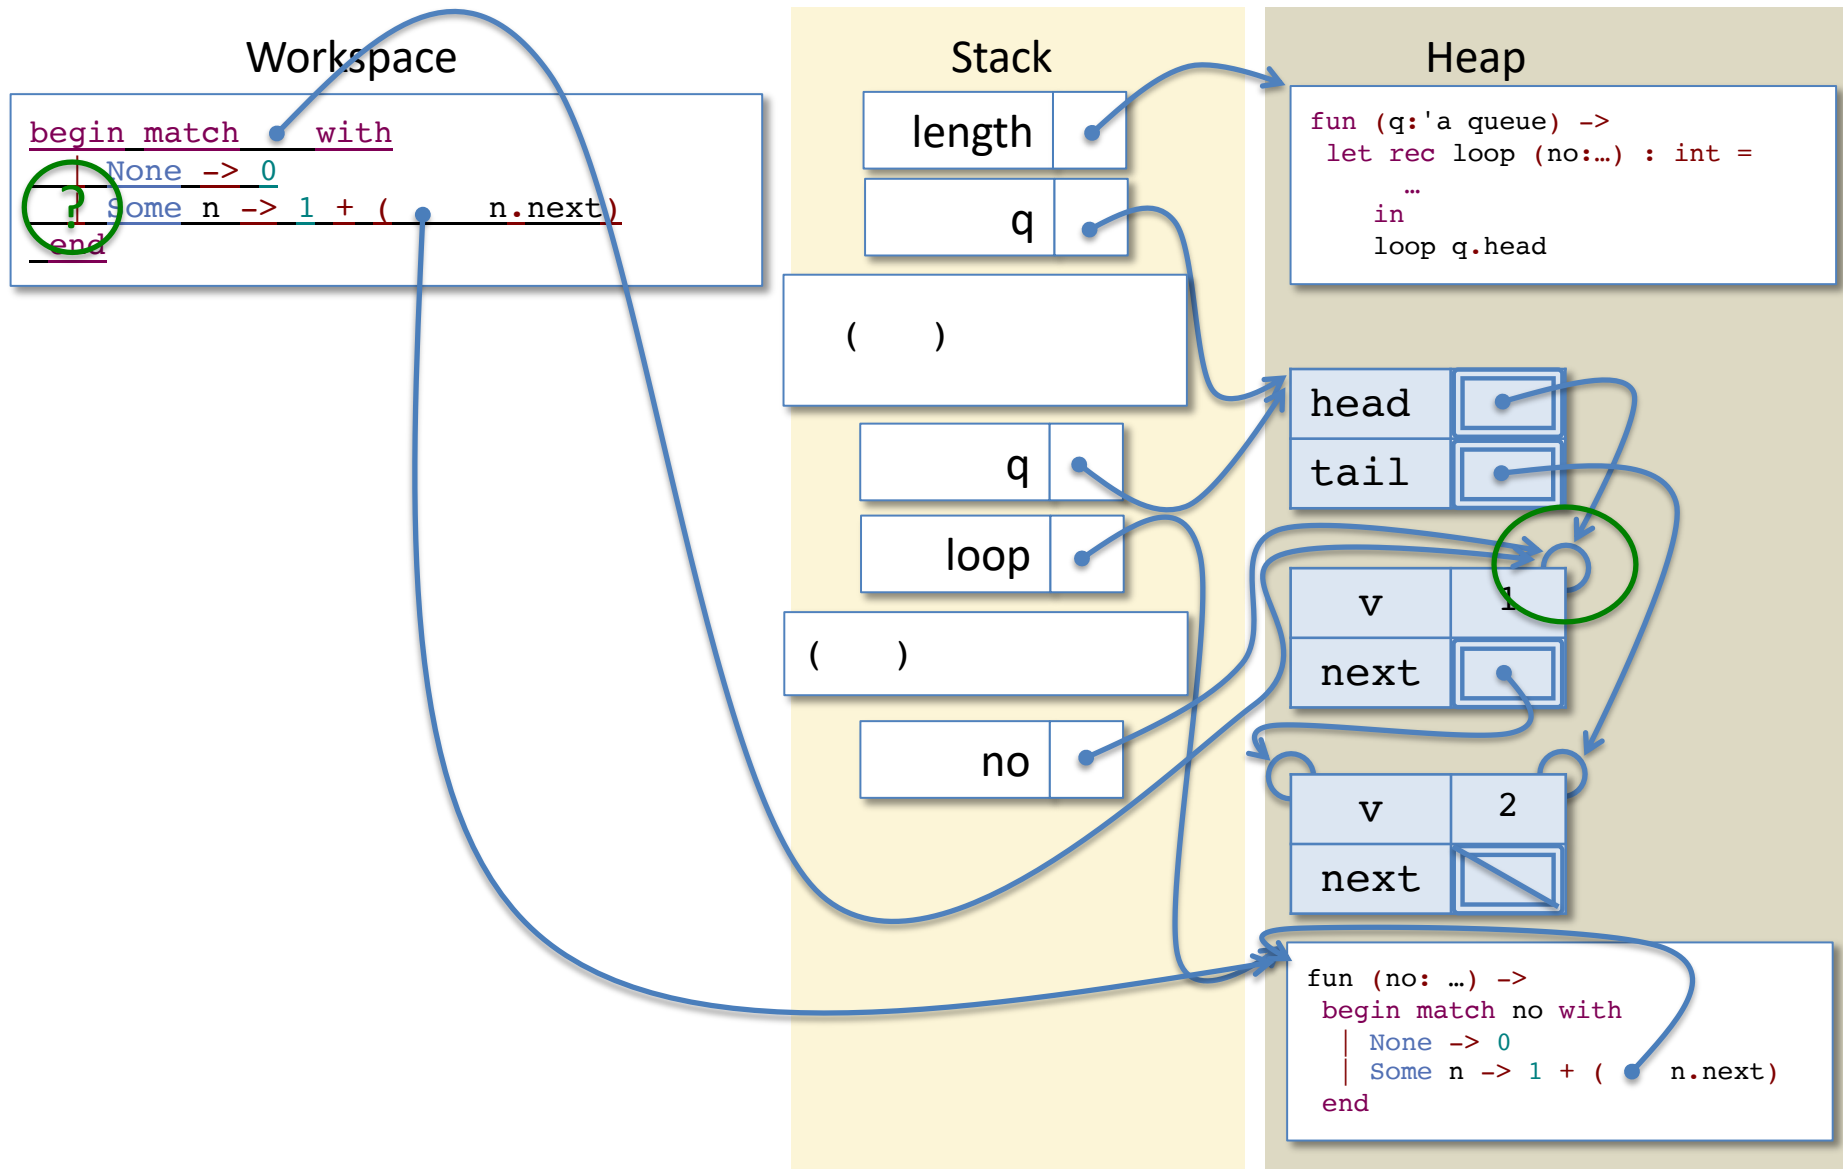 Workspace
begin match with
| None -> 0
? | Some n -> 1 + ( n.next)
end
Stack
length
q
( )
q
loop
( )
no
Heap
fun (q:'a queue) ->
let rec loop (no:…) : int =
…
in
loop q.head
head
tail
v 1
next
v 2
next
fun (no: …) ->
begin match no with
| None -> 0
| Some n -> 1 + ( n.next)
end